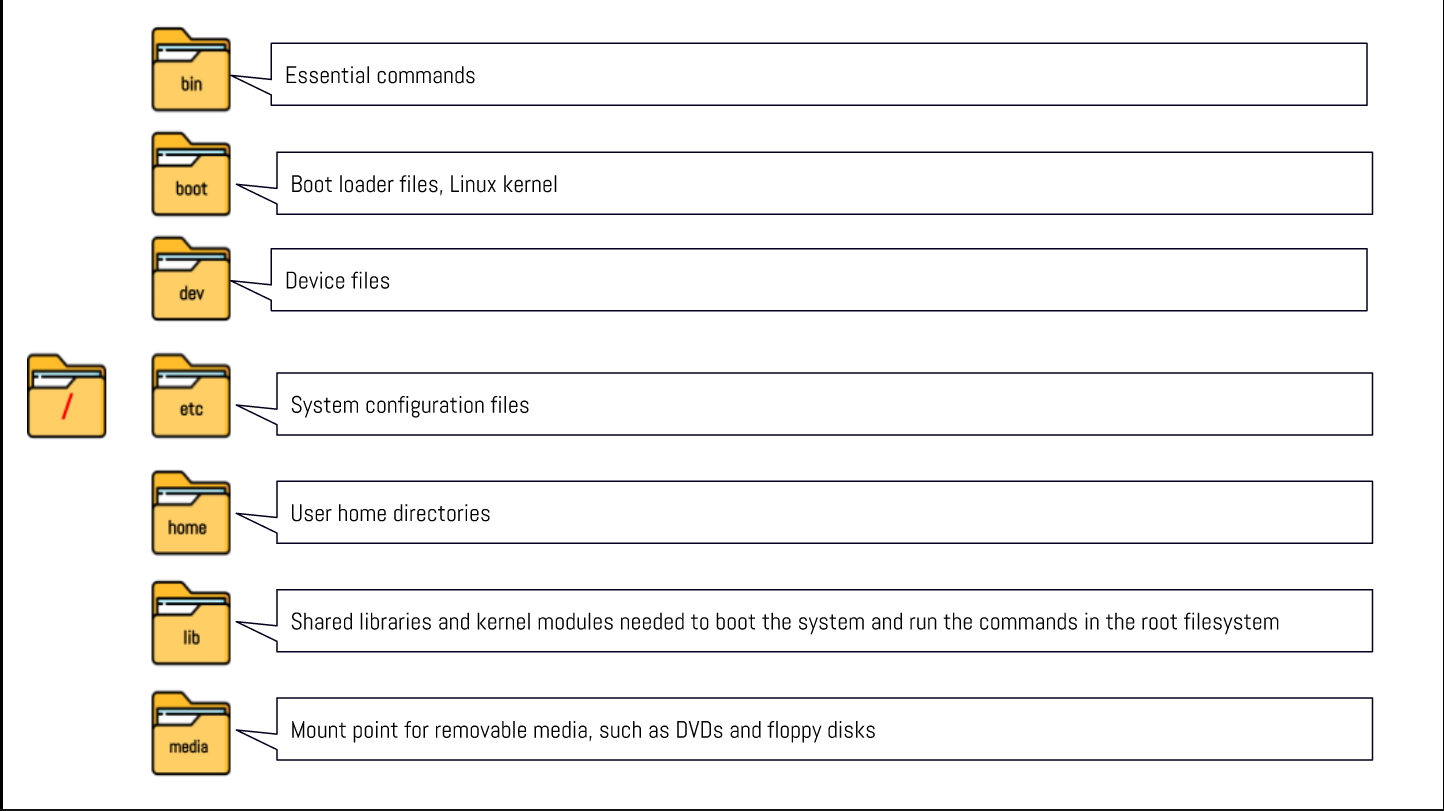 bin
Essential commands
boot
Boot loader files, Linux kernel
dev
Device files
/
etc
System configuration files
home
User home directories
lib
Shared libraries and kernel modules needed to boot the system and run the commands in the root filesystem
media
Mount point for removable media, such as DVDs and floppy disks